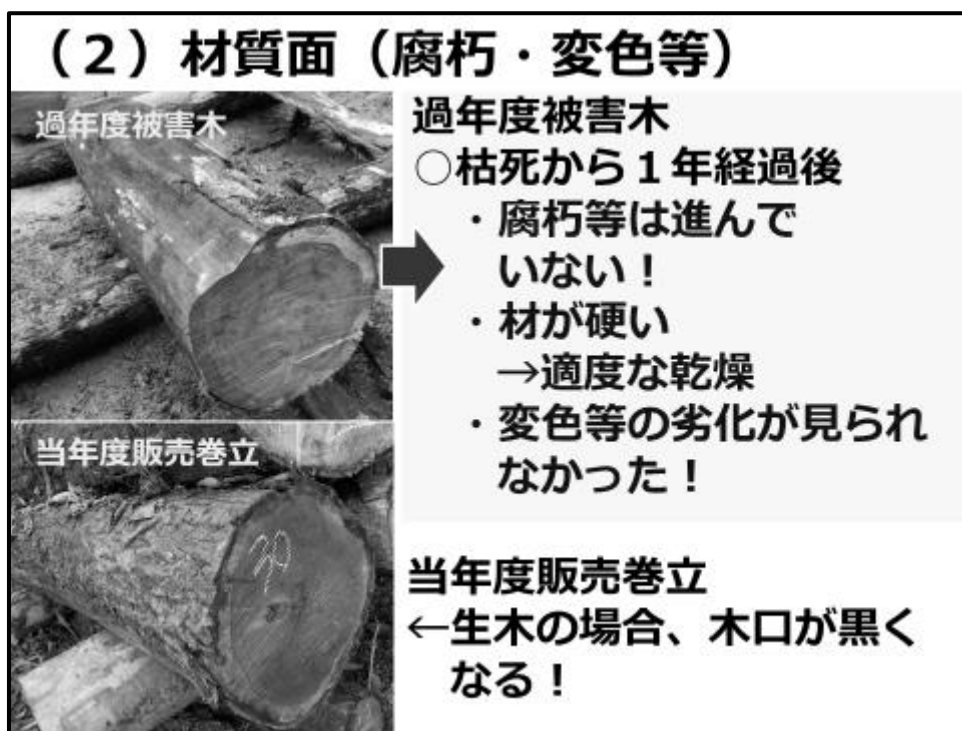 （２）材質面（腐朽・変色等）
過年度被害木
過年度被害木
○枯死から１年経過後
・腐朽等は進んで
いない！
・材が硬い
→適度な乾燥
・変色等の劣化が見られ
なかった！
当年度販売巻立
30
当年度販売巻立
←生木の場合、木口が黒く
なる！